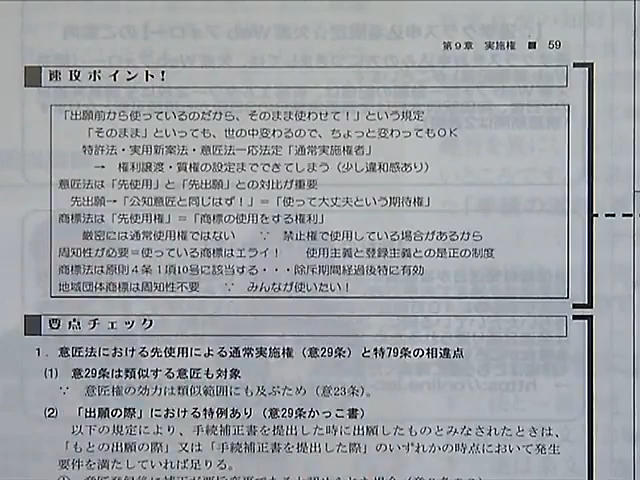 第9章 実施権 ■ 59
速攻ポイント!
「出願前から使っているのだから、そのまま使わせて！」という規定
「そのまま」といっても、世の中変わるので、ちょっと変わってもOK
特許法・実用新案法・意匠法一応法定「通常実施権者」
→ 権利譲渡・質権の設定までできてしまう（少し違和感あり）
意匠法は「先使用」と「先出願」との対比が重要
先出願→「公知意匠と同じはず！」＝「使って大丈夫という期待権」
商標法は「先使用権」＝「商標の使用をする権利」
厳密には通常使用権ではない ∵ 禁止権で使用している場合があるから
周知性が必要＝使っている商標はエライ！ 使用主義と登録主義との是正の制度
商標法は原則4条1項10号に該当する・・・除斥期間経過後特に有効
地域団体商標は周知性不要 ∵ みんなが使いたい！
要点チェック
1．意匠法における先使用による通常実施権（意29条）と特79条の相違点
(1) 意29条は類似する意匠も対象
∵ 意匠権の効力は類似範囲にも及ぶため（意23条）。
(2) 「出願の際」における特例あり（意29条かっこ書）
以下の規定により、手続補正書を提出した時に出願したものとみなされたときは、
「もとの出願の際」又は「手続補正書を提出した際」のいずれかの時点において発生
要件を満たしていれば足りる。